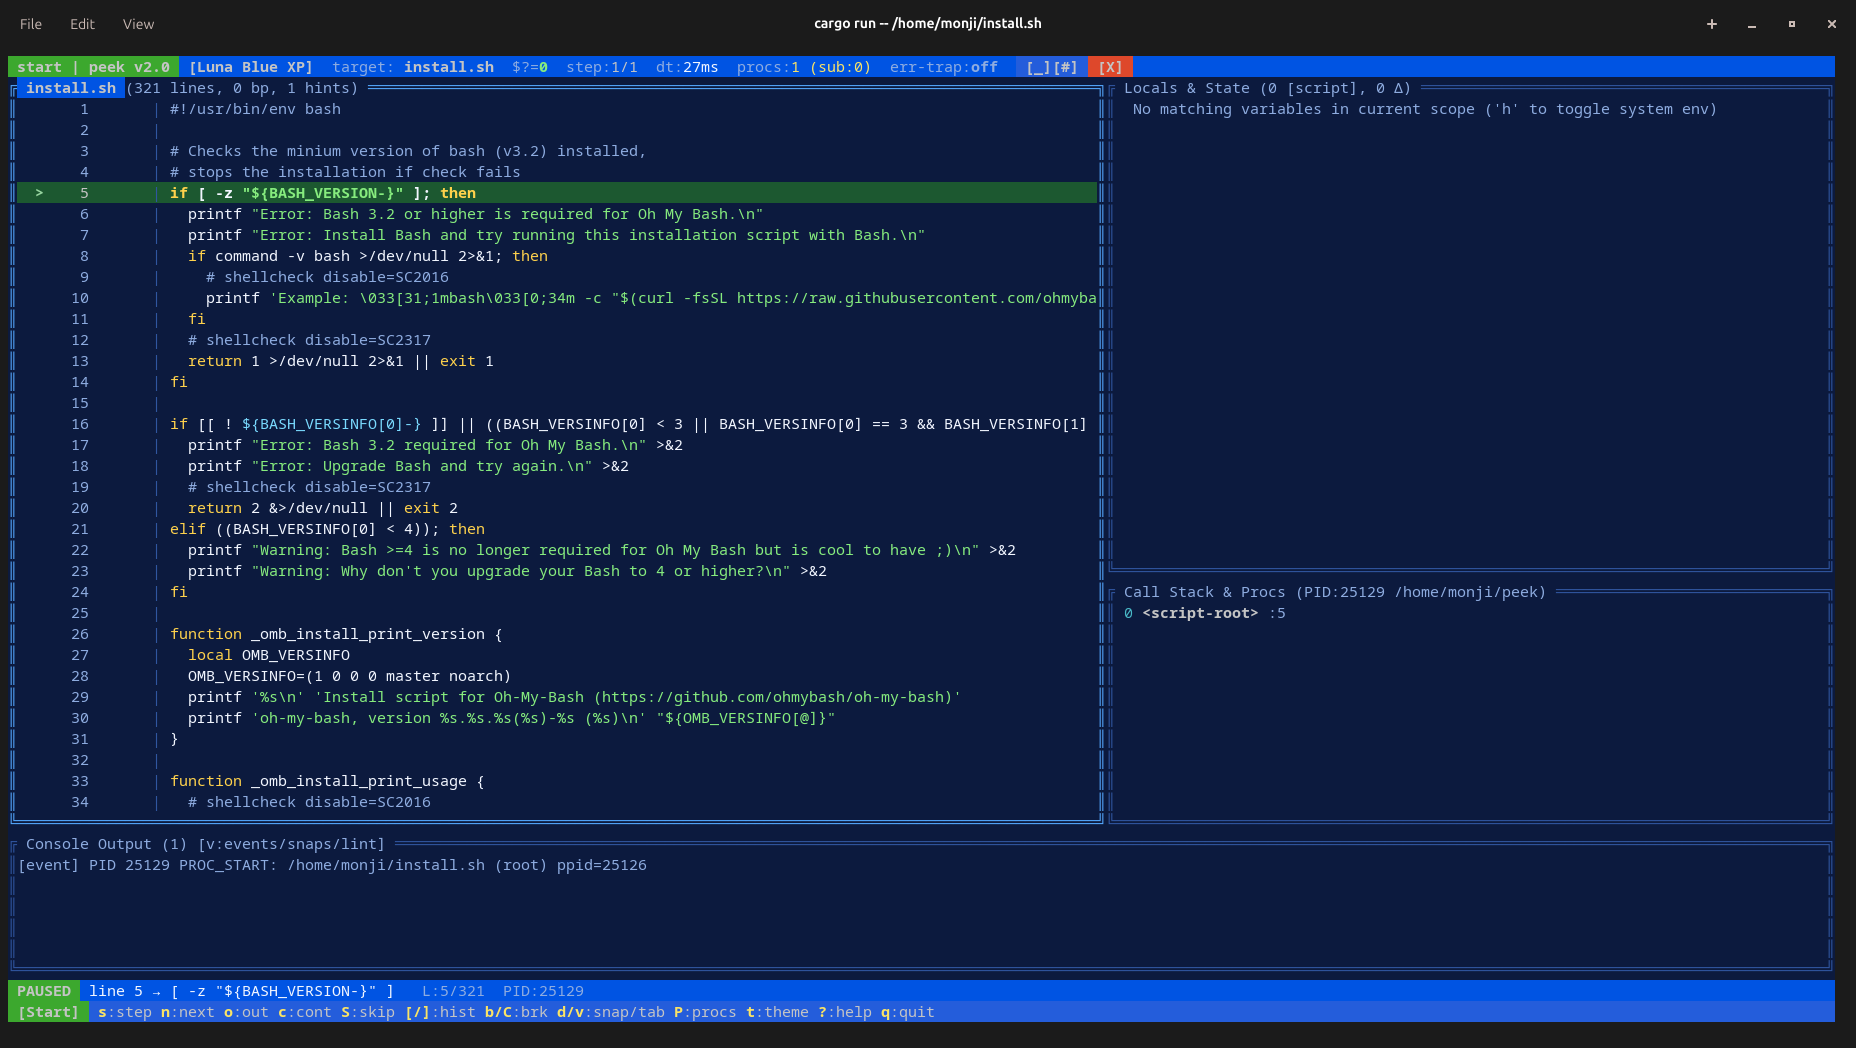 File Edit View cargo run -- /home/monji/install.sh
start | peek v2.0 [Luna Blue XP] target: install.sh $?=0 step:1/1 dt:27ms procs:1 (sub:0) err-trap:off [_][#] [X]
install.sh (321 lines, 0 bp, 1 hints)
1 | #!/usr/bin/env bash
2 |
3 | # Checks the minium version of bash (v3.2) installed,
4 | # stops the installation if check fails
> 5 | if [ -z "${BASH_VERSION-}" ]; then
6 | printf "Error: Bash 3.2 or higher is required for Oh My Bash.\n"
7 | printf "Error: Install Bash and try running this installation script with Bash.\n"
8 | if command -v bash >/dev/null 2>&1; then
9 | # shellcheck disable=SC2016
10 | printf 'Example: \033[31;1mbash\033[0;34m -c "$(curl -fsSL https://raw.githubusercontent.com/ohmyba
11 | fi
12 | # shellcheck disable=SC2317
13 | return 1 >/dev/null 2>&1 || exit 1
14 | fi
15 |
16 | if [[ ! ${BASH_VERSINFO[0]-} ]] || ((BASH_VERSINFO[0] < 3 || BASH_VERSINFO[0] == 3 && BASH_VERSINFO[1]
17 | printf "Error: Bash 3.2 required for Oh My Bash.\n" >&2
18 | printf "Error: Upgrade Bash and try again.\n" >&2
19 | # shellcheck disable=SC2317
20 | return 2 &>/dev/null || exit 2
21 | elif ((BASH_VERSINFO[0] < 4)); then
22 | printf "Warning: Bash >=4 is no longer required for Oh My Bash but is cool to have ;)\n" >&2
23 | printf "Warning: Why don't you upgrade your Bash to 4 or higher?\n" >&2
24 | fi
25 |
26 | function _omb_install_print_version {
27 | local OMB_VERSINFO
28 | OMB_VERSINFO=(1 0 0 0 master noarch)
29 | printf '%s\n' 'Install script for Oh-My-Bash (https://github.com/ohmybash/oh-my-bash)'
30 | printf 'oh-my-bash, version %s.%s.%s(%s)-%s (%s)\n' "${OMB_VERSINFO[@]}"
31 | }
32 |
33 | function _omb_install_print_usage {
34 | # shellcheck disable=SC2016
Locals & State (0 [script], 0 Δ)
No matching variables in current scope ('h' to toggle system env)
Call Stack & Procs (PID:25129 /home/monji/peek)
0 <script-root> :5
Console Output (1) [v:events/snaps/lint]
[event] PID 25129 PROC_START: /home/monji/install.sh (root) ppid=25126
PAUSED line 5 → [ -z "${BASH_VERSION-}" ] L:5/321 PID:25129
[Start] s:step n:next o:out c:cont S:skip [/]:hist b/C:brk d/v:snap/tab P:procs t:theme ?:help q:quit